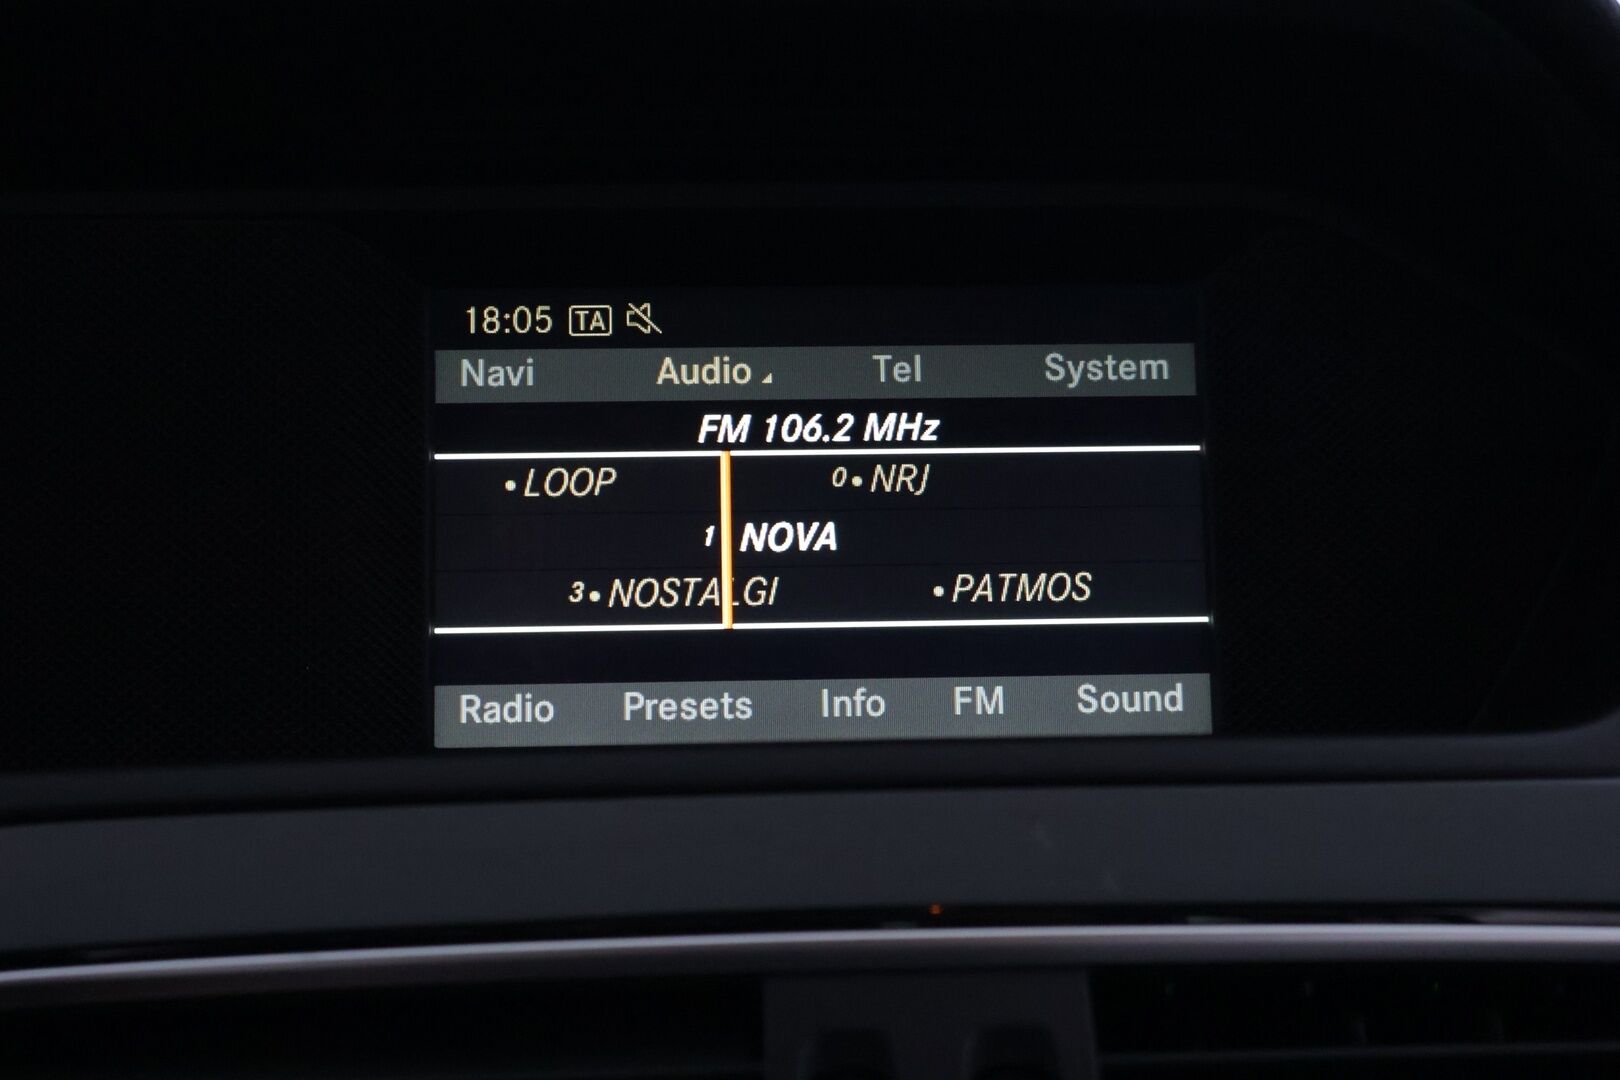 18:05 TA
Navi Audio Tel System
FM 106.2 MHz
• LOOP 0 • NRJ
1 NOVA
3 • NOSTALGI • PATMOS
Radio Presets Info FM Sound